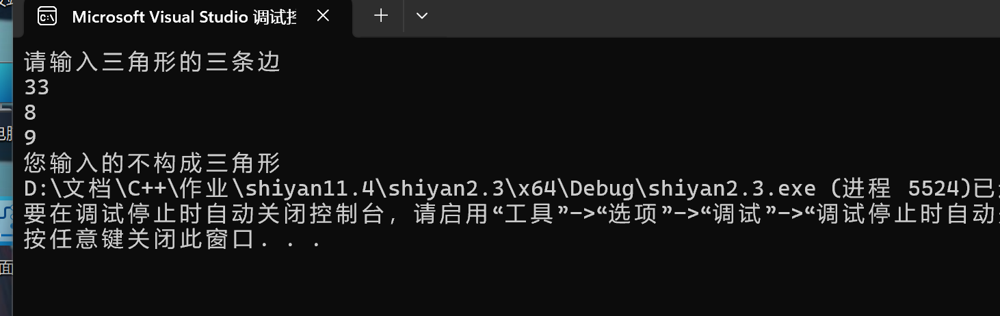 Microsoft Visual Studio 调试
请输入三角形的三条边
33
8
9
您输入的不构成三角形
D:\文档\C++\作业\shiyan11.4\shiyan2.3\x64\Debug\shiyan2.3.exe (进程 5524)已
要在调试停止时自动关闭控制台，请启用“工具”->“选项”->“调试”->“调试停止时自动
按任意键关闭此窗口. . .
面